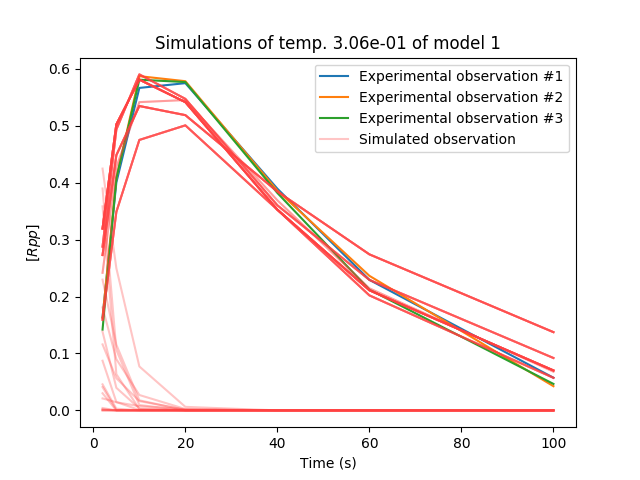 Simulations of temp. 3.06e-01 of model 1
Experimental observation #1
Experimental observation #2
Experimental observation #3
Simulated observation
[Rpp]
0.6
0.5
0.4
0.3
0.2
0.1
0.0
0 20 40 60 80 100
Time (s)